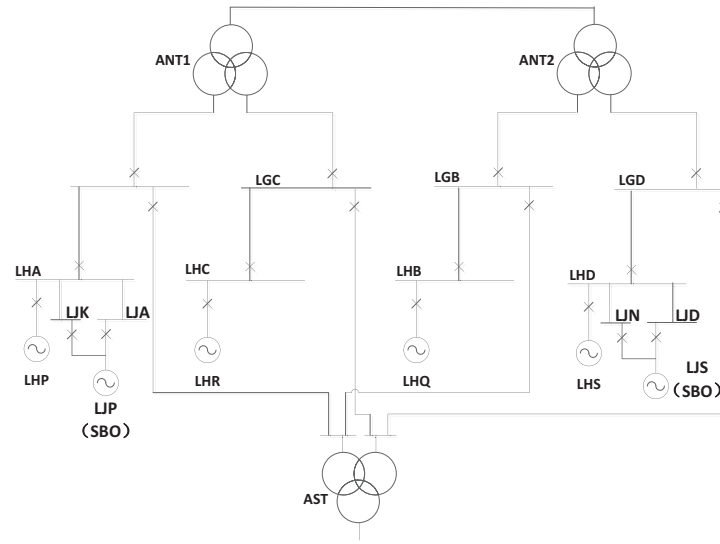 ANT1
ANT2
LGC
LGB
LGD
LHA
LHC
LHB
LHD
LJK
LJA
LJN
LJD
LHP
LHR
LHQ
LHS
LJS
(SBO)
LJP
(SBO)
AST